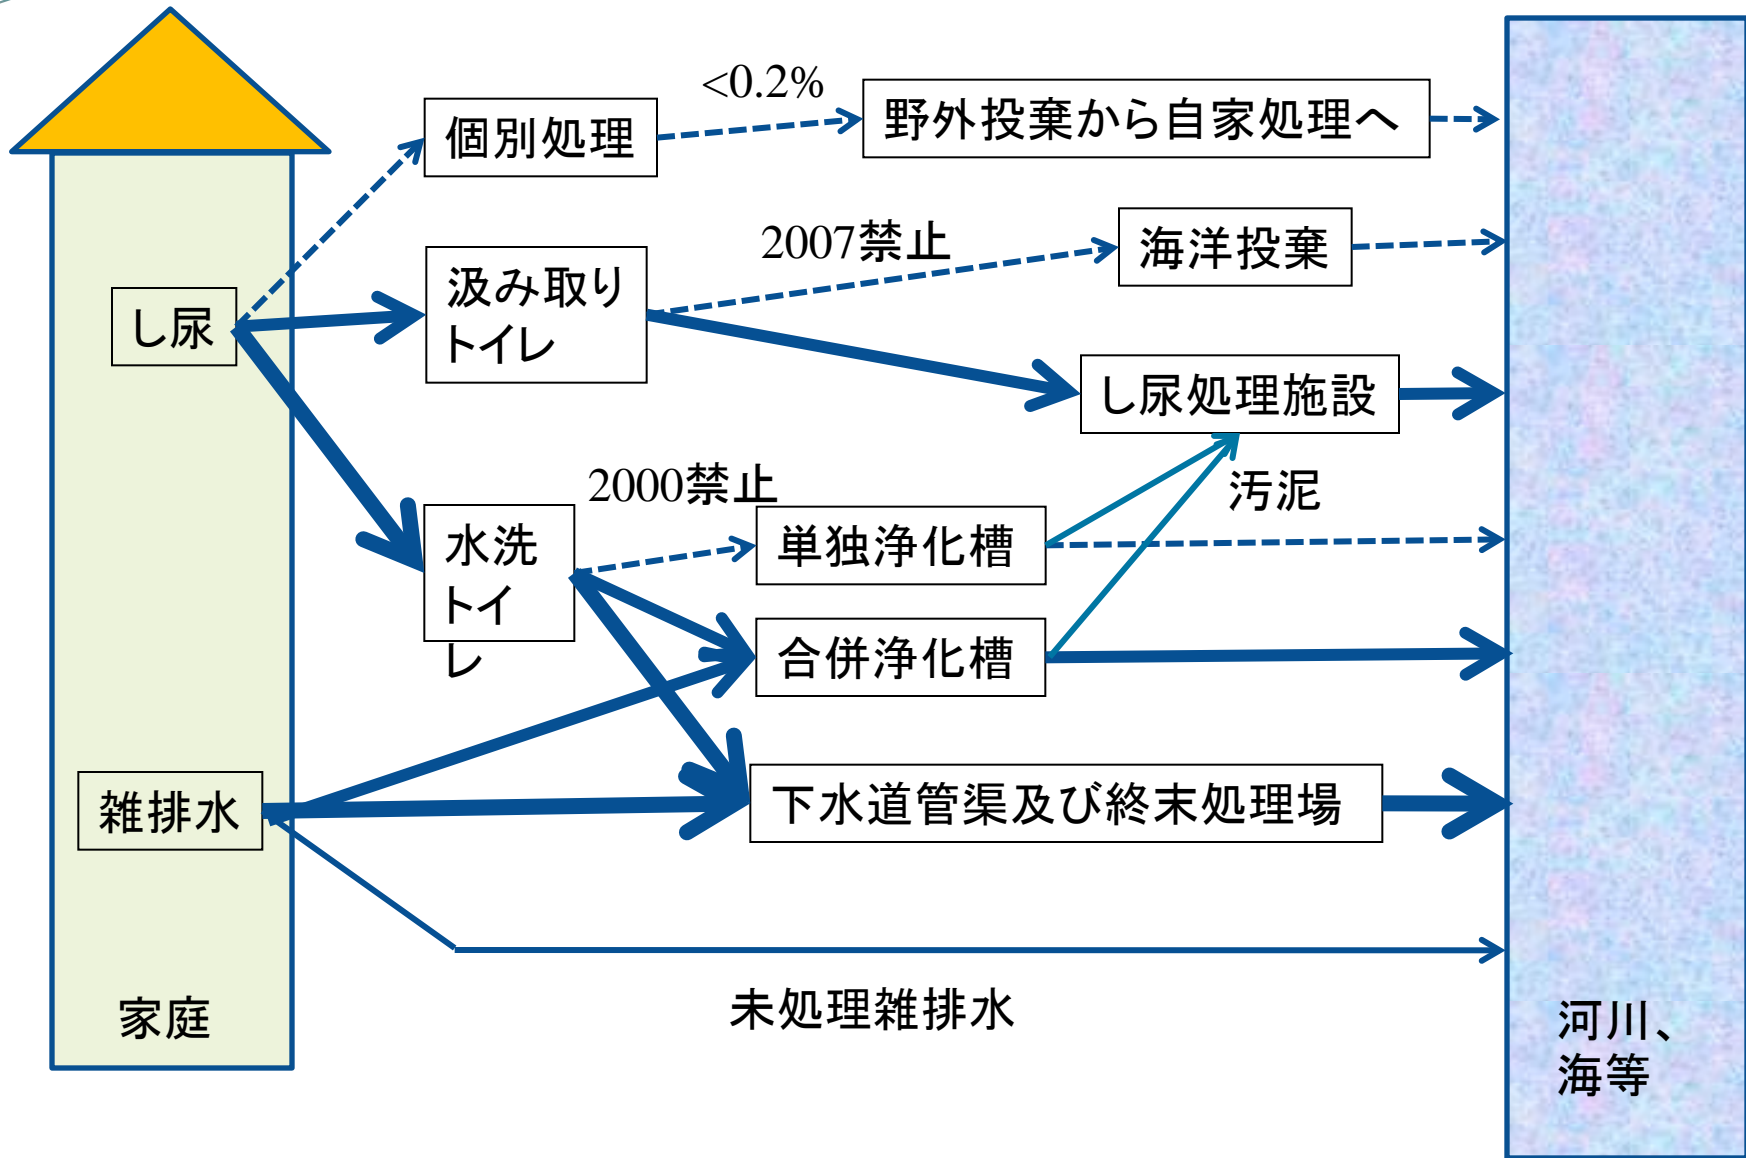 <0.2%
個別処理
野外投棄から自家処理へ
2007禁止
海洋投棄
汲み取り
トイレ
し尿
し尿処理施設
2000禁止
汚泥
水洗
トイ
レ
単独浄化槽
合併浄化槽
雑排水
下水道管渠及び終末処理場
未処理雑排水
家庭
河川、
海等